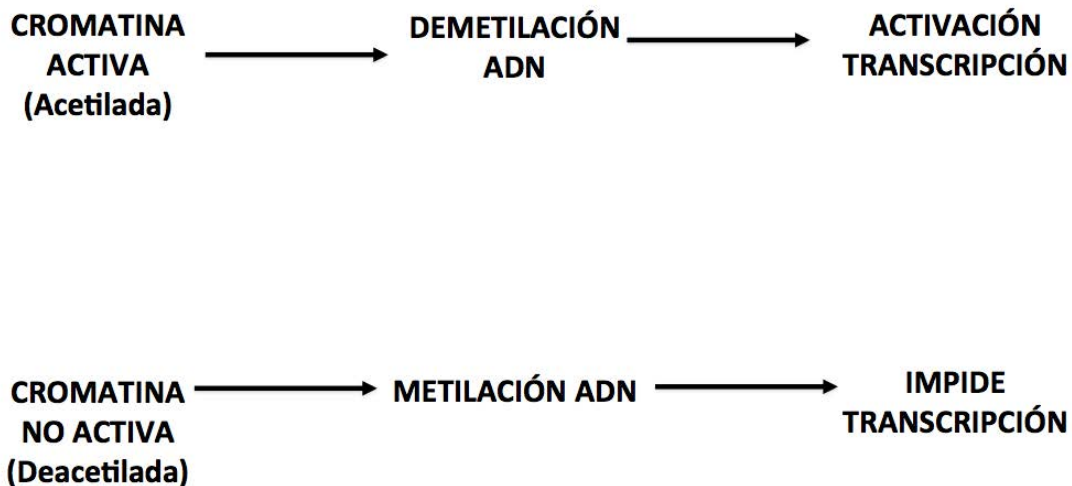 CROMATINA
ACTIVA
(Acetilada)
DEMETILACIÓN
ADN
ACTIVACIÓN
TRANSCRIPCIÓN
CROMATINA
NO ACTIVA
(Deacetilada)
METILACIÓN ADN
IMPIDE
TRANSCRIPCIÓN